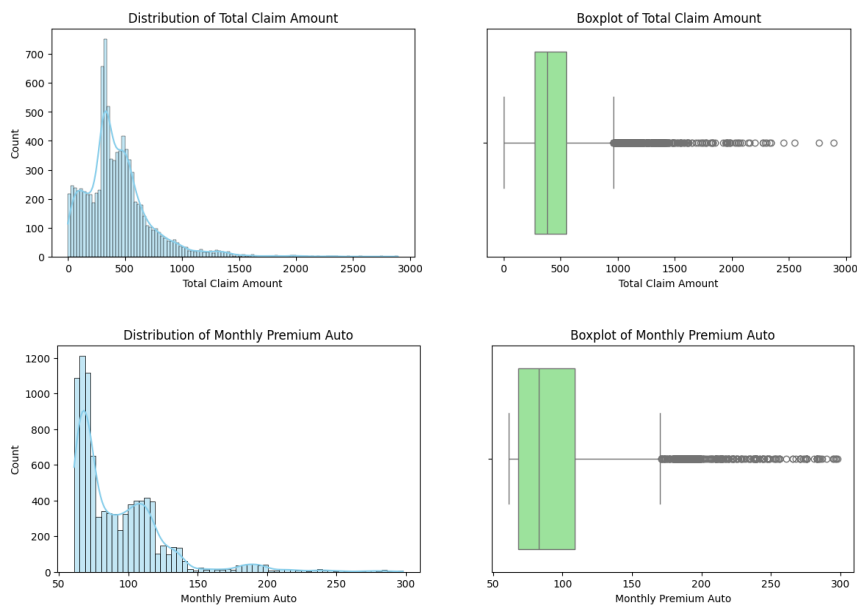 Distribution of Total Claim Amount
700
600
500
400
300
200
100
0
Count
0 500 1000 1500 2000 2500 3000
Total Claim Amount
Boxplot of Total Claim Amount
0 500 1000 1500 2000 2500 3000
Total Claim Amount
Distribution of Monthly Premium Auto
1200
1000
800
600
400
200
0
Count
50 100 150 200 250 300
Monthly Premium Auto
Boxplot of Monthly Premium Auto
50 100 150 200 250 300
Monthly Premium Auto